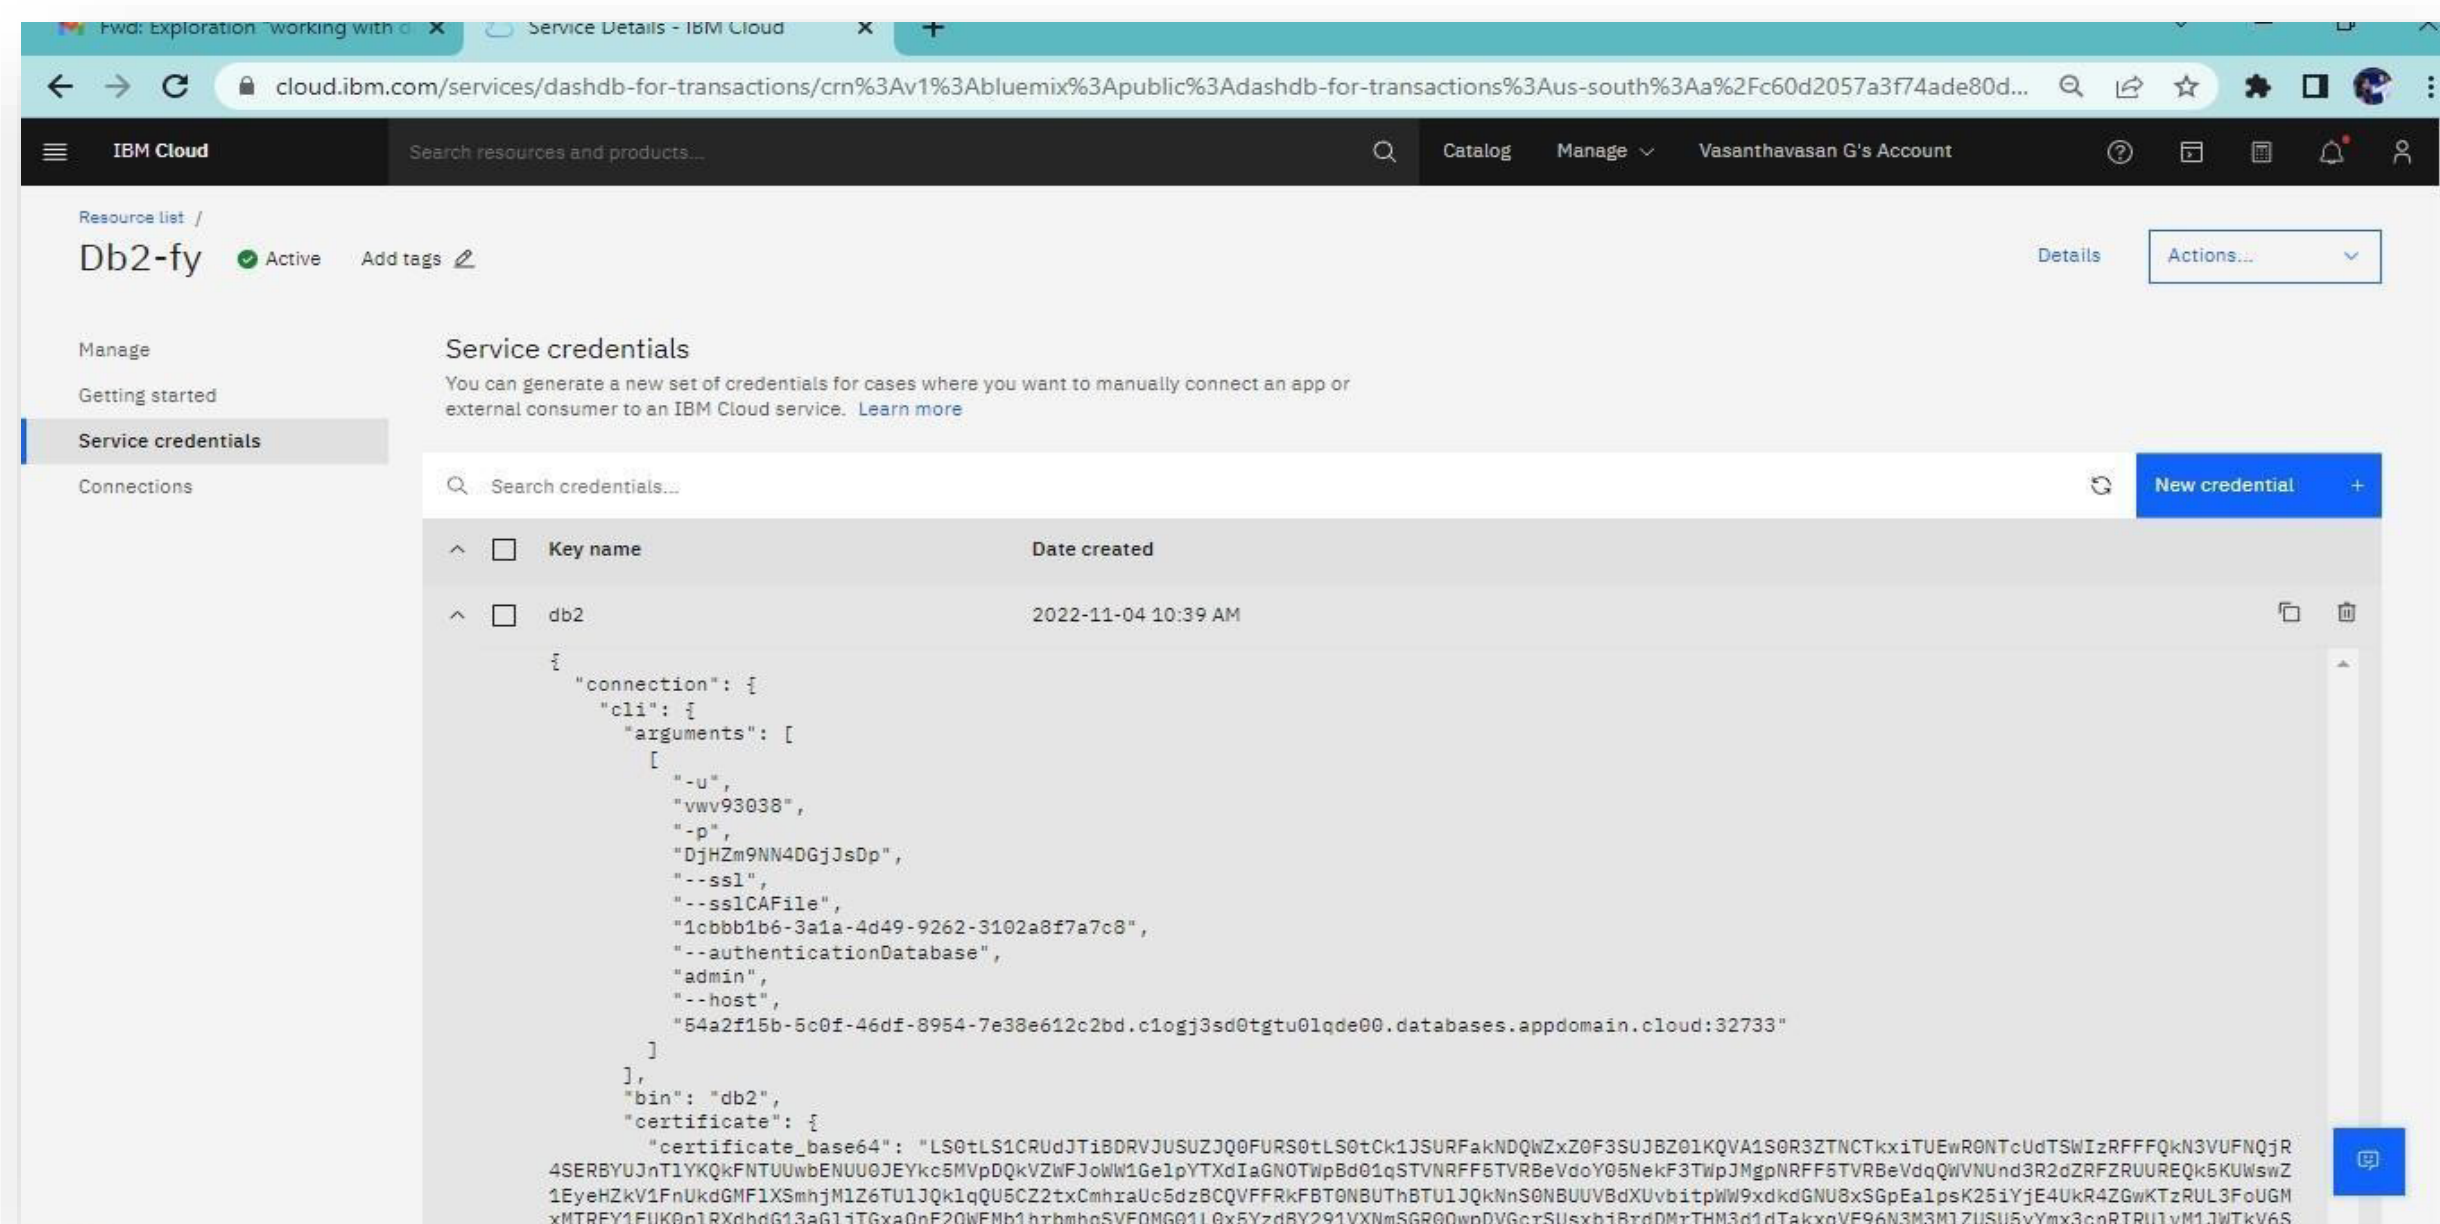 Fwd: Exploration "working with d
Service Details - IBM Cloud
cloud.ibm.com/services/dashdb-for-transactions/crn%3Av1%3Abluemix%3Apublic%3Adashdb-for-transactions%3Aus-south%3Aa%2Fc60d2057a3f74ade80d...
IBM Cloud
Search resources and products...
Catalog
Manage
Vasanthavasan G's Account
Resource list /
Db2-fy
Active
Add tags
Details
Actions...
Manage
Getting started
Service credentials
Connections
Service credentials
You can generate a new set of credentials for cases where you want to manually connect an app or
external consumer to an IBM Cloud service. Learn more
Search credentials...
New credential +
Key name
Date created
db2
2022-11-04 10:39 AM
{
"connection": {
"cli": {
"arguments": [
[
"-u",
"vwv93038",
"-p",
"DjHZm9NN4DGjJsDp",
"--ssl",
"--sslCAFile",
"1cbbb1b6-3a1a-4d49-9262-3102a8f7a7c8",
"--authenticationDatabase",
"admin",
"--host",
"54a2f15b-5c0f-46df-8954-7e38e612c2bd.c1ogj3sd0tgtu0lqde00.databases.appdomain.cloud:32733"
]
],
"bin": "db2",
"certificate": {
"certificate_base64":